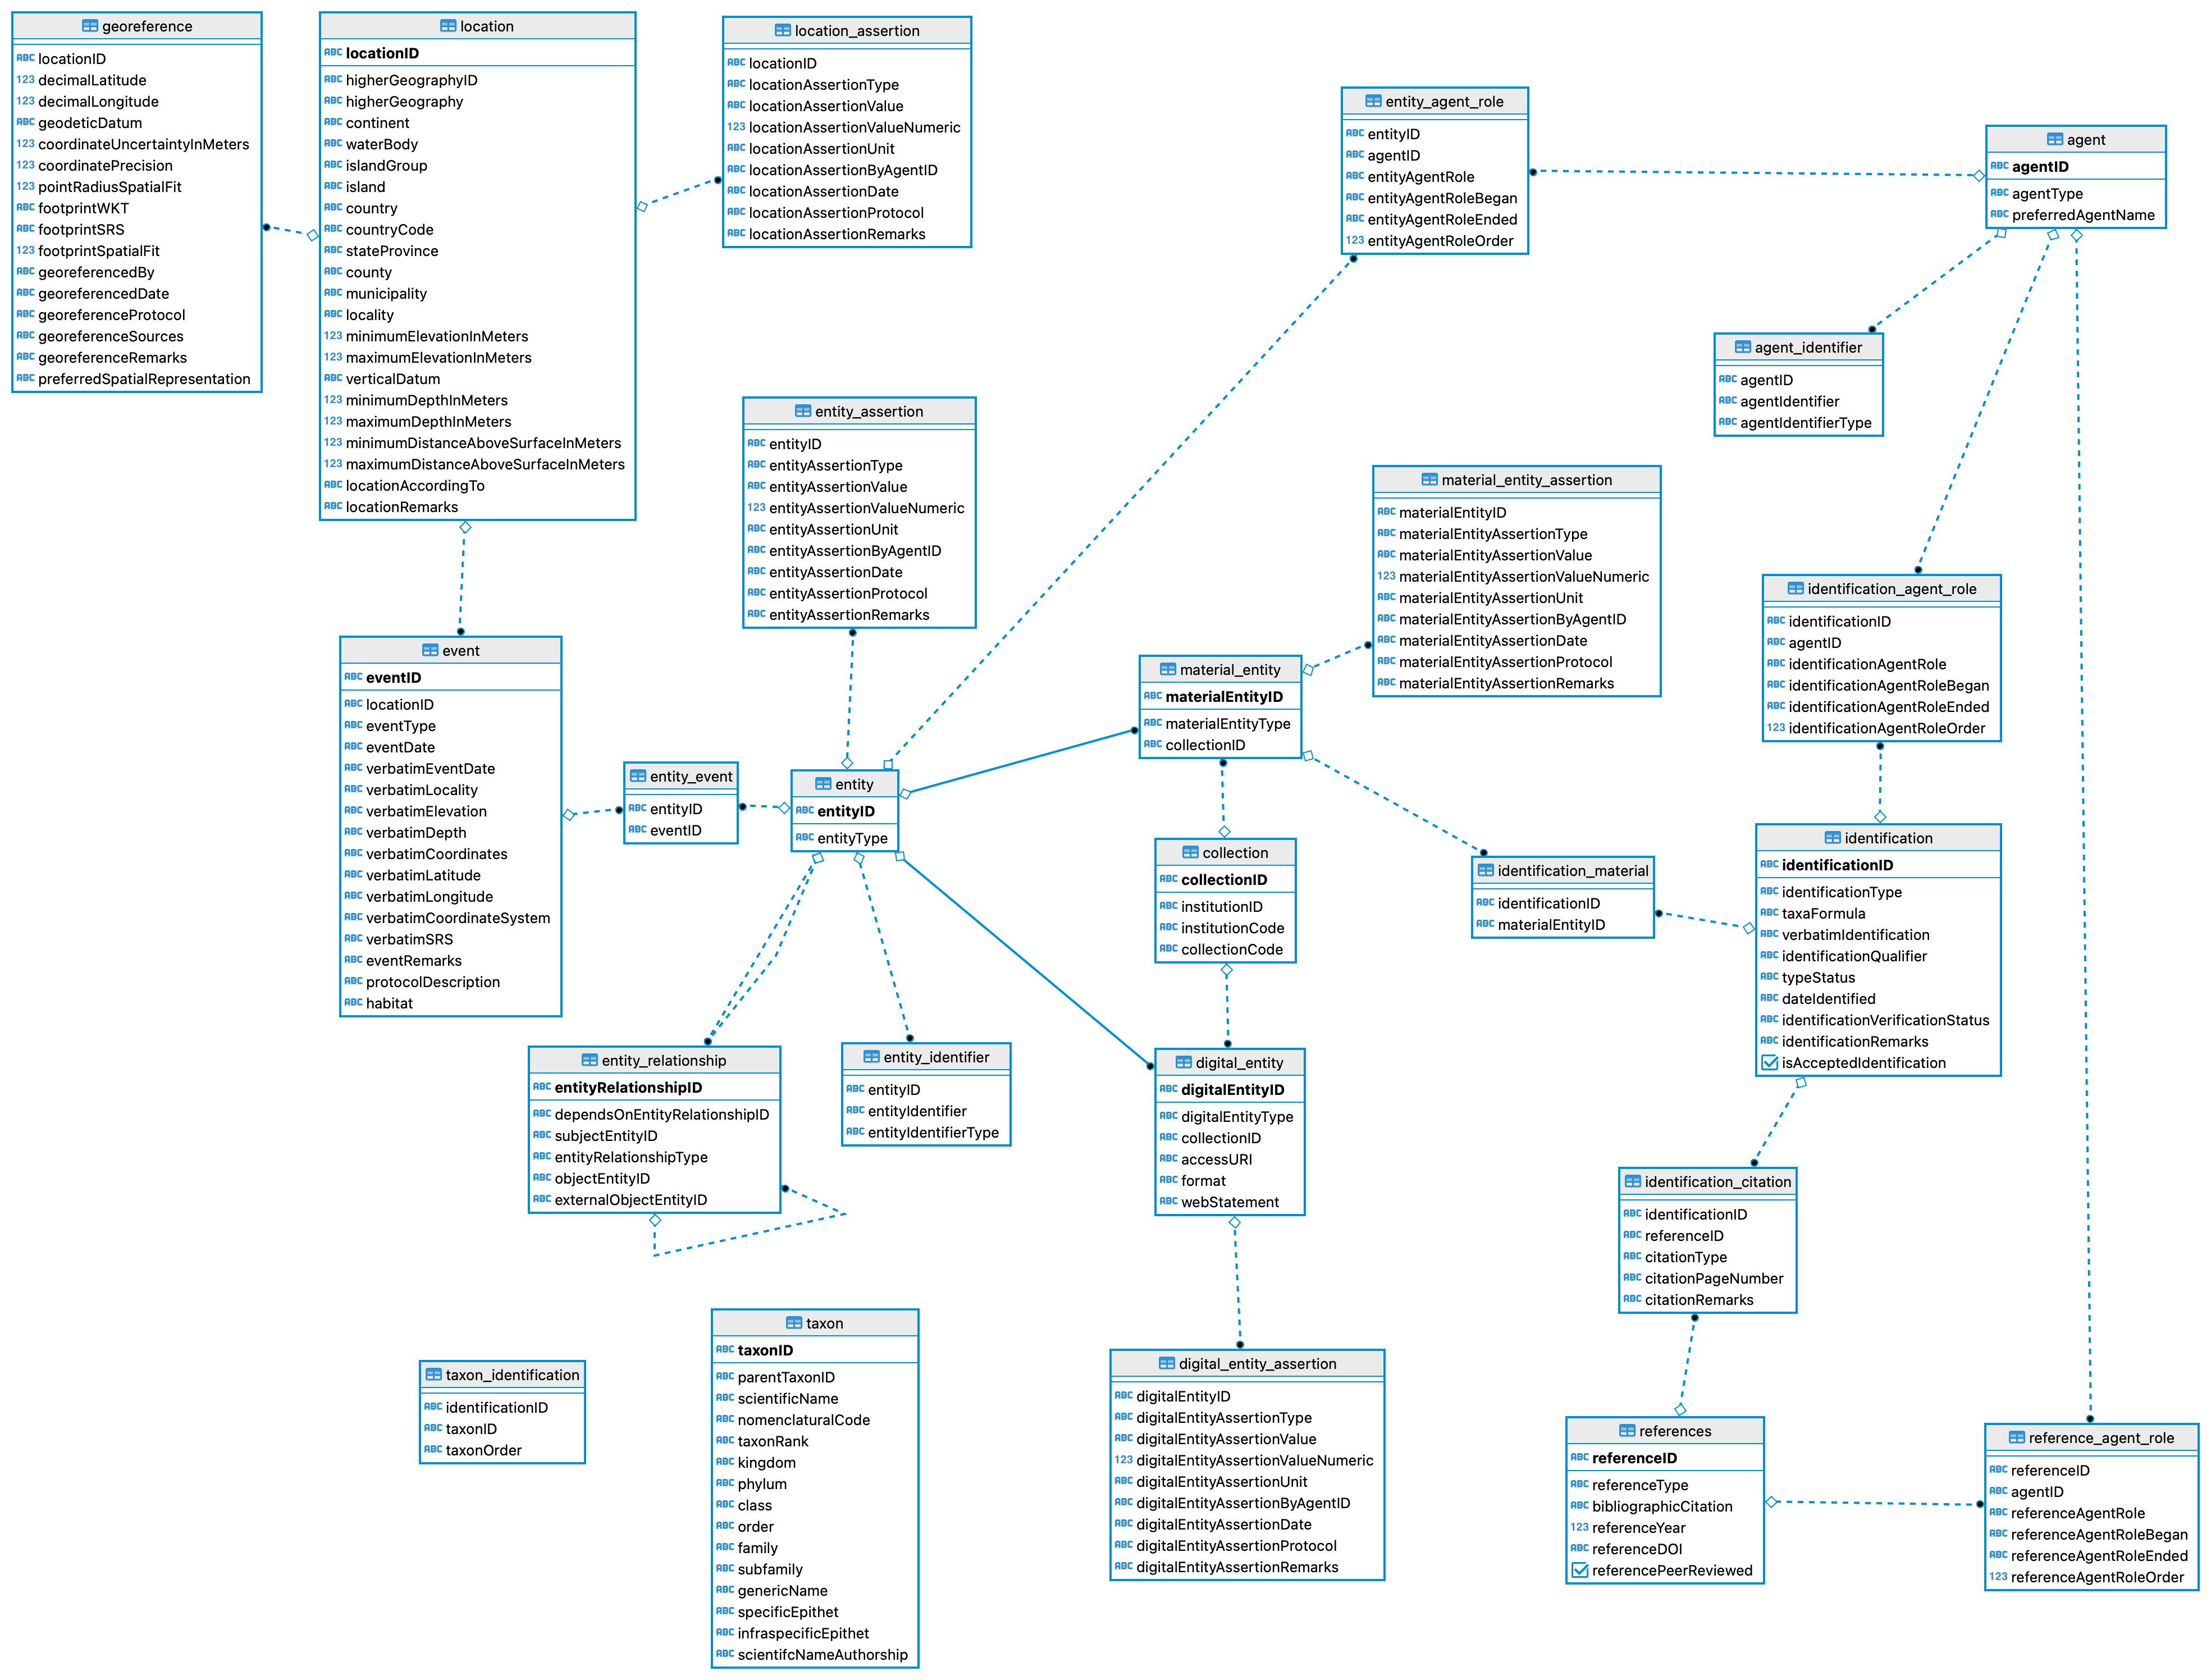 georeference
ABC locationID
123 decimalLatitude
123 decimalLongitude
ABC geodeticDatum
123 coordinateUncertaintyInMeters
123 coordinatePrecision
123 pointRadiusSpatialFit
ABC footprintWKT
ABC footprintSRS
123 footprintSpatialFit
ABC georeferencedBy
ABC georeferencedDate
ABC georeferenceProtocol
ABC georeferenceSources
ABC georeferenceRemarks
ABC preferredSpatialRepresentation
location
ABC locationID
ABC higherGeographyID
ABC higherGeography
ABC continent
ABC waterBody
ABC islandGroup
ABC island
ABC country
ABC countryCode
ABC stateProvince
ABC county
ABC municipality
ABC locality
123 minimumElevationInMeters
123 maximumElevationInMeters
ABC verticalDatum
123 minimumDepthInMeters
123 maximumDepthInMeters
123 minimumDistanceAboveSurfaceInMeters
123 maximumDistanceAboveSurfaceInMeters
ABC locationAccordingTo
ABC locationRemarks
location_assertion
ABC locationID
ABC locationAssertionType
ABC locationAssertionValue
123 locationAssertionValueNumeric
ABC locationAssertionUnit
ABC locationAssertionByAgentID
ABC locationAssertionDate
ABC locationAssertionProtocol
ABC locationAssertionRemarks
entity_agent_role
ABC entityID
ABC agentID
ABC entityAgentRole
ABC entityAgentRoleBegan
ABC entityAgentRoleEnded
123 entityAgentRoleOrder
agent
ABC agentID
ABC agentType
ABC preferredAgentName
agent_identifier
ABC agentID
ABC agentIdentifier
ABC agentIdentifierType
entity_assertion
ABC entityID
ABC entityAssertionType
ABC entityAssertionValue
123 entityAssertionValueNumeric
ABC entityAssertionUnit
ABC entityAssertionByAgentID
ABC entityAssertionDate
ABC entityAssertionProtocol
ABC entityAssertionRemarks
material_entity_assertion
ABC materialEntityID
ABC materialEntityAssertionType
ABC materialEntityAssertionValue
123 materialEntityAssertionValueNumeric
ABC materialEntityAssertionUnit
ABC materialEntityAssertionByAgentID
ABC materialEntityAssertionDate
ABC materialEntityAssertionProtocol
ABC materialEntityAssertionRemarks
identification_agent_role
ABC identificationID
ABC agentID
ABC identificationAgentRole
ABC identificationAgentRoleBegan
ABC identificationAgentRoleEnded
123 identificationAgentRoleOrder
event
ABC eventID
ABC locationID
ABC eventType
ABC eventDate
ABC verbatimEventDate
ABC verbatimLocality
ABC verbatimElevation
ABC verbatimDepth
ABC verbatimCoordinates
ABC verbatimLatitude
ABC verbatimLongitude
ABC verbatimCoordinateSystem
ABC verbatimSRS
ABC eventRemarks
ABC protocolDescription
ABC habitat
entity_event
ABC entityID
ABC eventID
entity
ABC entityID
ABC entityType
material_entity
ABC materialEntityID
ABC materialEntityType
ABC collectionID
collection
ABC collectionID
ABC institutionID
ABC institutionCode
ABC collectionCode
identification_material
ABC identificationID
ABC materialEntityID
identification
ABC identificationID
ABC identificationType
ABC taxaFormula
ABC verbatimIdentification
ABC identificationQualifier
ABC typeStatus
ABC dateIdentified
ABC identificationVerificationStatus
ABC identificationRemarks
isAcceptedIdentification
entity_relationship
ABC entityRelationshipID
ABC dependsOnEntityRelationshipID
ABC subjectEntityID
ABC entityRelationshipType
ABC objectEntityID
ABC externalObjectEntityID
entity_identifier
ABC entityID
ABC entityIdentifier
ABC entityIdentifierType
digital_entity
ABC digitalEntityID
ABC digitalEntityType
ABC collectionID
ABC accessURI
ABC format
ABC webStatement
identification_citation
ABC identificationID
ABC referenceID
ABC citationType
ABC citationPageNumber
ABC citationRemarks
taxon_identification
ABC identificationID
ABC taxonID
ABC taxonOrder
taxon
ABC taxonID
ABC parentTaxonID
ABC scientificName
ABC nomenclaturalCode
ABC taxonRank
ABC kingdom
ABC phylum
ABC class
ABC order
ABC family
ABC subfamily
ABC genericName
ABC specificEpithet
ABC infraspecificEpithet
ABC scientifcNameAuthorship
digital_entity_assertion
ABC digitalEntityID
ABC digitalEntityAssertionType
ABC digitalEntityAssertionValue
123 digitalEntityAssertionValueNumeric
ABC digitalEntityAssertionUnit
ABC digitalEntityAssertionByAgentID
ABC digitalEntityAssertionDate
ABC digitalEntityAssertionProtocol
ABC digitalEntityAssertionRemarks
references
ABC referenceID
ABC referenceType
ABC bibliographicCitation
123 referenceYear
ABC referenceDOI
referencePeerReviewed
reference_agent_role
ABC referenceID
ABC agentID
ABC referenceAgentRole
ABC referenceAgentRoleBegan
ABC referenceAgentRoleEnded
123 referenceAgentRoleOrder